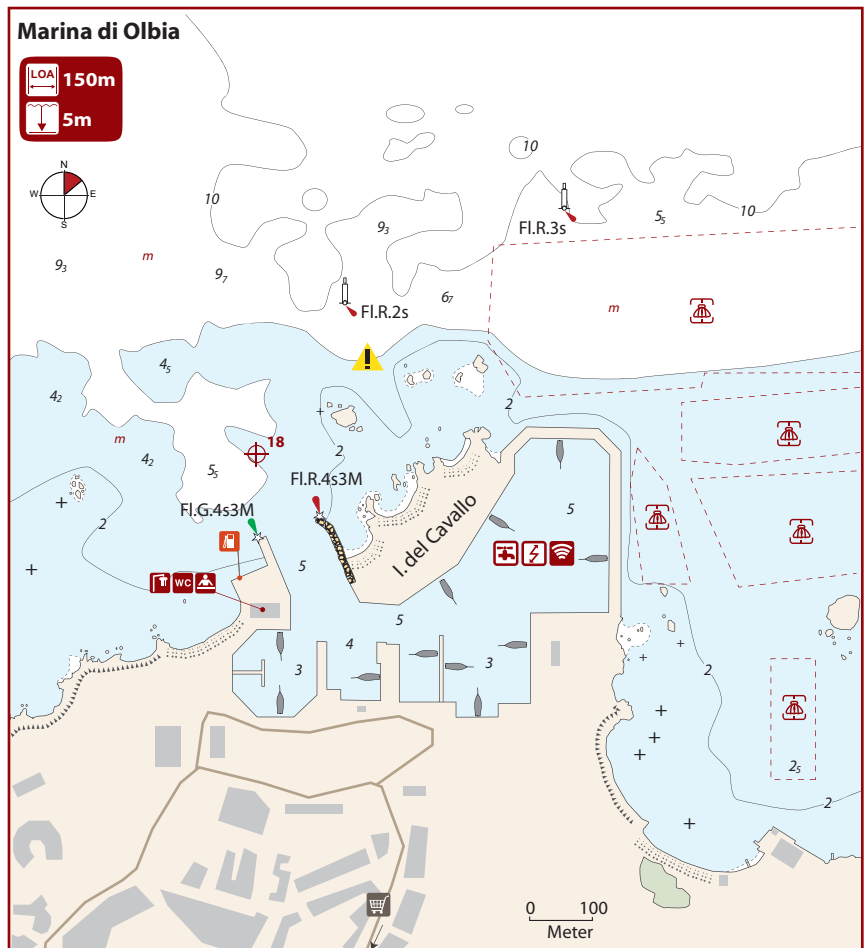 Marina di Olbia
LOA 150m
5m
N
W E
S
10
10
10
5₅
Fl.R.3s
9₃
9₃
m
9₇
6₇
m
Fl.R.2s
4₅
4₂
2
m
4₂
2
18
5₅
Fl.R.4s3M
Fl.G.4s3M
2
5
I. del Cavallo
5
WC
5
4
3
3
2
2₅
2
0 100
Meter